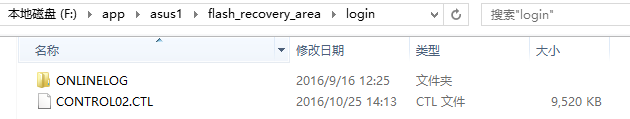 本地磁盘 (F:) app asus1 flash_recovery_area login 搜索"login"
名称 修改日期 类型 大小
ONLINELOG 2016/9/16 12:25 文件夹
CONTROL02.CTL 2016/10/25 14:13 CTL 文件 9,520 KB